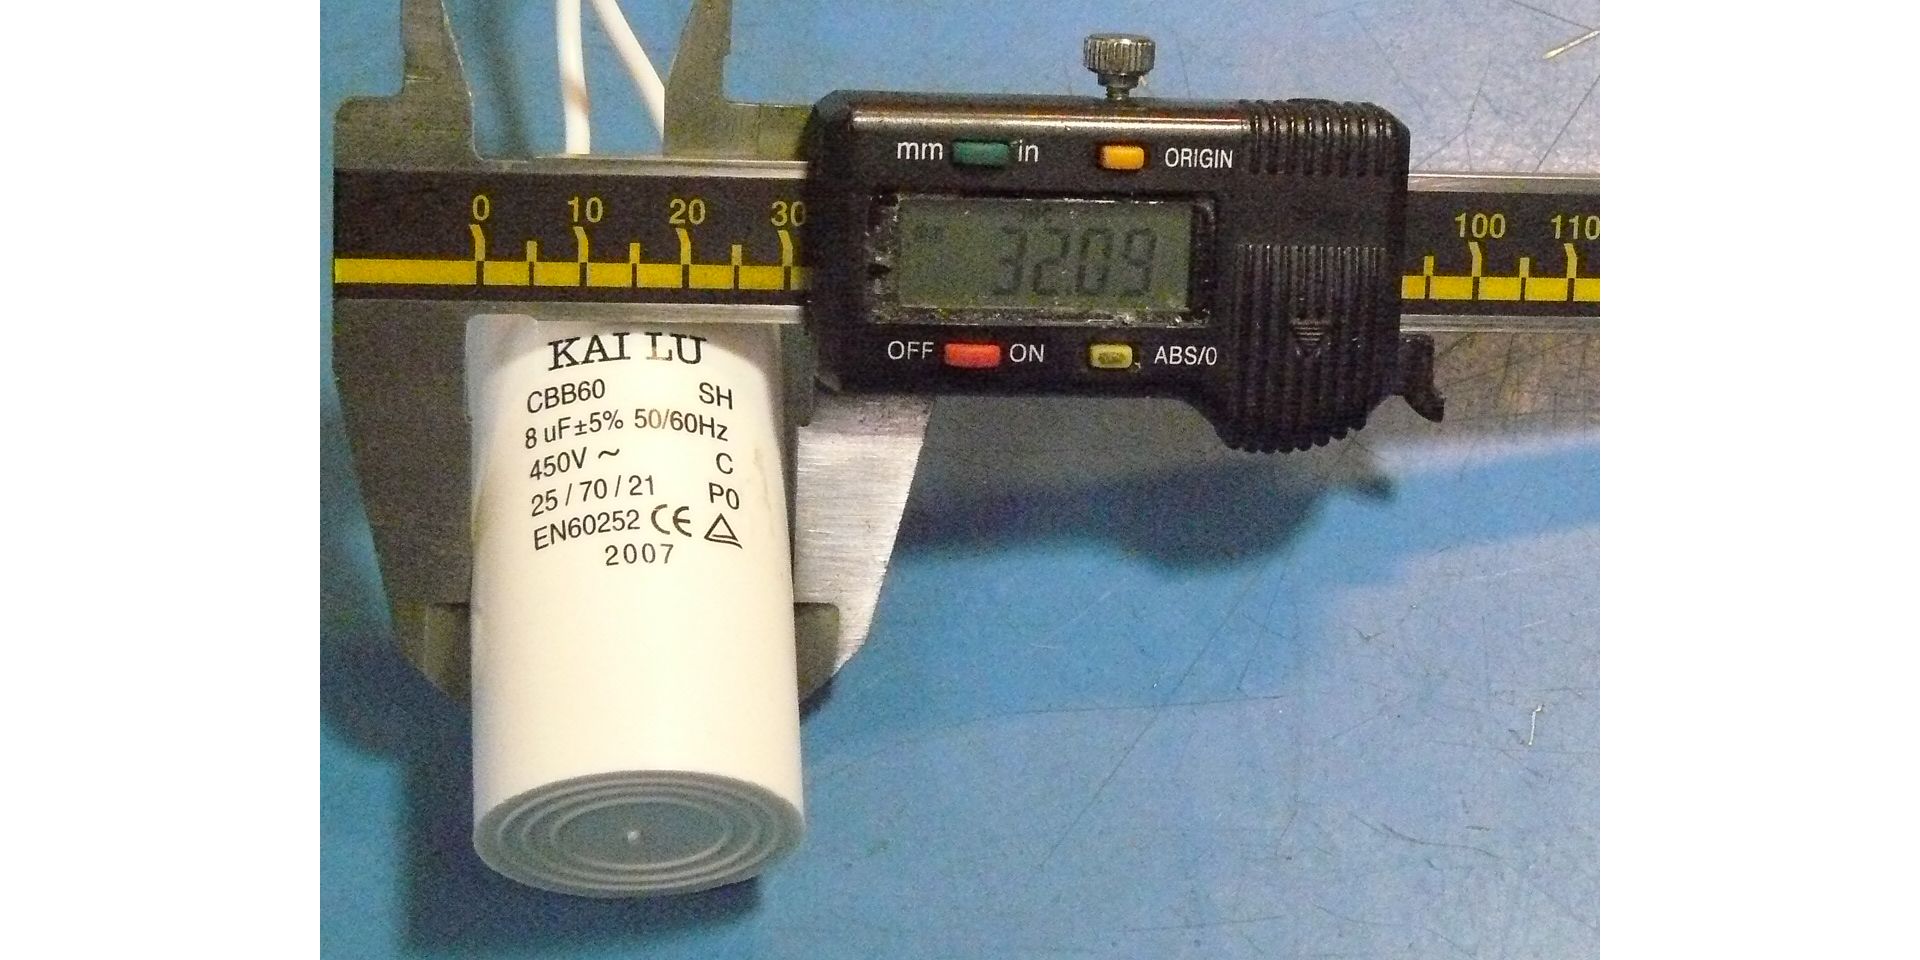 mm in ORIGIN
0 10 20 30
32.09
100 110
OFF ON ABS/0
KAI LU
CBB60 SH
8 uF±5% 50/60Hz
450V ~ C
25 / 70 / 21 P0
EN60252 CE
2007